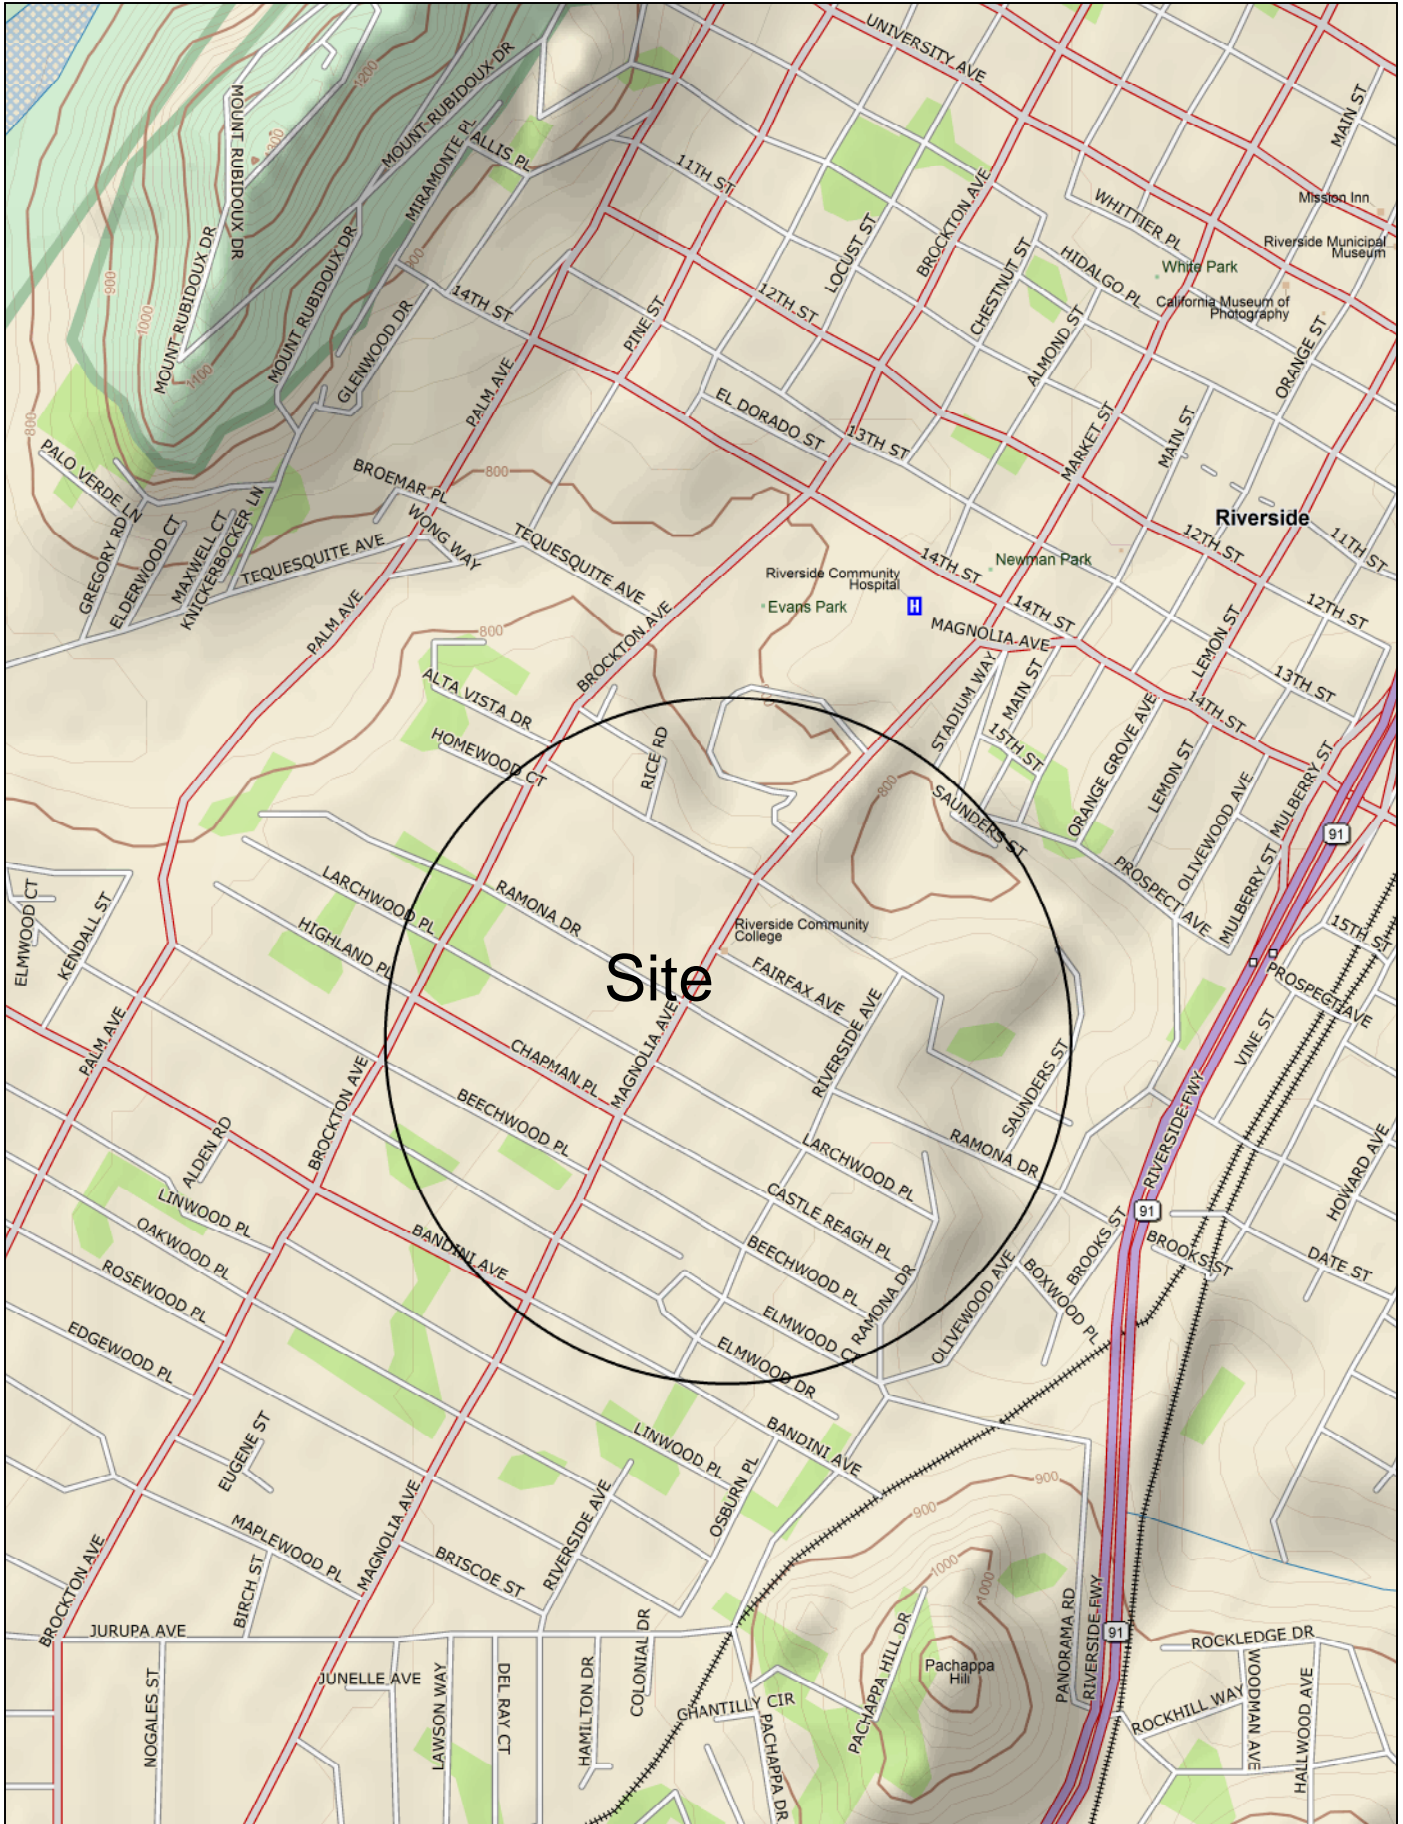 UNIVERSITY AVE
1200
MOUNT RUBIDOUX DR
MOUNT RUBIDOUX DR
MAIN ST
ALLIS PL
MIRAMONTE PL
11TH ST
BROCKTON AVE
WHITTIER PL
Mission Inn
MOUNT RUBIDOUX DR
MOUNT RUBIDOUX DR
LOCUST ST
CHESTNUT ST
HIDALGO PL
White Park
Riverside Municipal
Museum
900
900
1000
14TH ST
12TH ST
PINE ST
GLENWOOD DR
ALMOND ST
California Museum of
Photography
ORANGE ST
1100
PALM AVE
EL DORADO ST
13TH ST
MARKET ST
MAIN ST
800
PALO VERDE LN
BROEMAR PL
800
GREGORY RD
ELDERWOOD CT
MAXWELL CT
KNICKERBOCKER LN
TEQUESQUITE AVE
WONG WAY
TEQUESQUITE AVE
Riverside
12TH ST
11TH ST
14TH ST
Newman Park
Riverside Community
Hospital
H
Evans Park
14TH ST
12TH ST
MAGNOLIA AVE
PALM AVE
800
BROCKTON AVE
LEMON ST
13TH ST
STADIUM WAY
MAIN ST
14TH ST
ALTA VISTA DR
HOMEWOOD CT
RICE RD
15TH ST
ORANGE GROVE AVE
LEMON ST
OLIVEWOOD AVE
MULBERRY ST
800
SAUNDERS ST
91
PROSPECT AVE
MULBERRY ST
ELMWOOD CT
KENDALL ST
LARCHWOOD PL
HIGHLAND PL
RAMONA DR
Riverside Community
College
15TH ST
Site
FAIRFAX AVE
PROSPECT AVE
PALM AVE
MAGNOLIA AVE
RIVERSIDE AVE
VINE ST
CHAPMAN PL
BROCKTON AVE
BEECHWOOD PL
SAUNDERS ST
RIVERSIDE FWY
ALDEN RD
LARCHWOOD PL
RAMONA DR
HOWARD AVE
LINWOOD PL
OAKWOOD PL
CASTLE REAGH PL
91
BANDINI AVE
BEECHWOOD PL
BROOKS ST
BROOKS ST
DATE ST
ROSEWOOD PL
RAMONA DR
OLIVEWOOD AVE
BOXWOOD PL
EDGEWOOD PL
ELMWOOD CT
ELMWOOD DR
EUGENE ST
LINWOOD PL
BANDINI AVE
900
OSBURN PL
900
MAGNOLIA AVE
RIVERSIDE AVE
MAPLEWOOD PL
BRISCOE ST
1000
1000
BROCKTON AVE
BIRCH ST
JURUPA AVE
COLONIAL DR
PACHAPPA HILL DR
PANORAMA RD
RIVERSIDE FWY
91
ROCKLEDGE DR
NOGALES ST
JUNELLE AVE
LAWSON WAY
DEL RAY CT
HAMILTON DR
Pachappa
Hill
CHANTILLY CIR
PACHAPPA DR
ROCKHILL WAY
WOODMAN AVE
HALLWOOD AVE